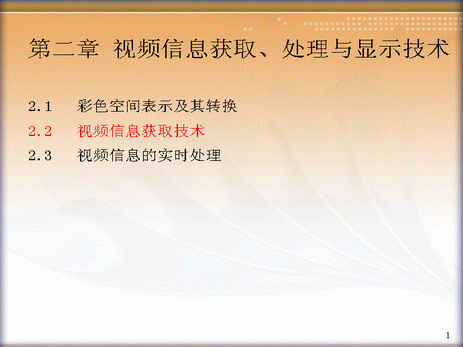 第二章 视频信息获取、处理与显示技术
2.1 彩色空间表示及其转换
2.2 视频信息获取技术
2.3 视频信息的实时处理
1